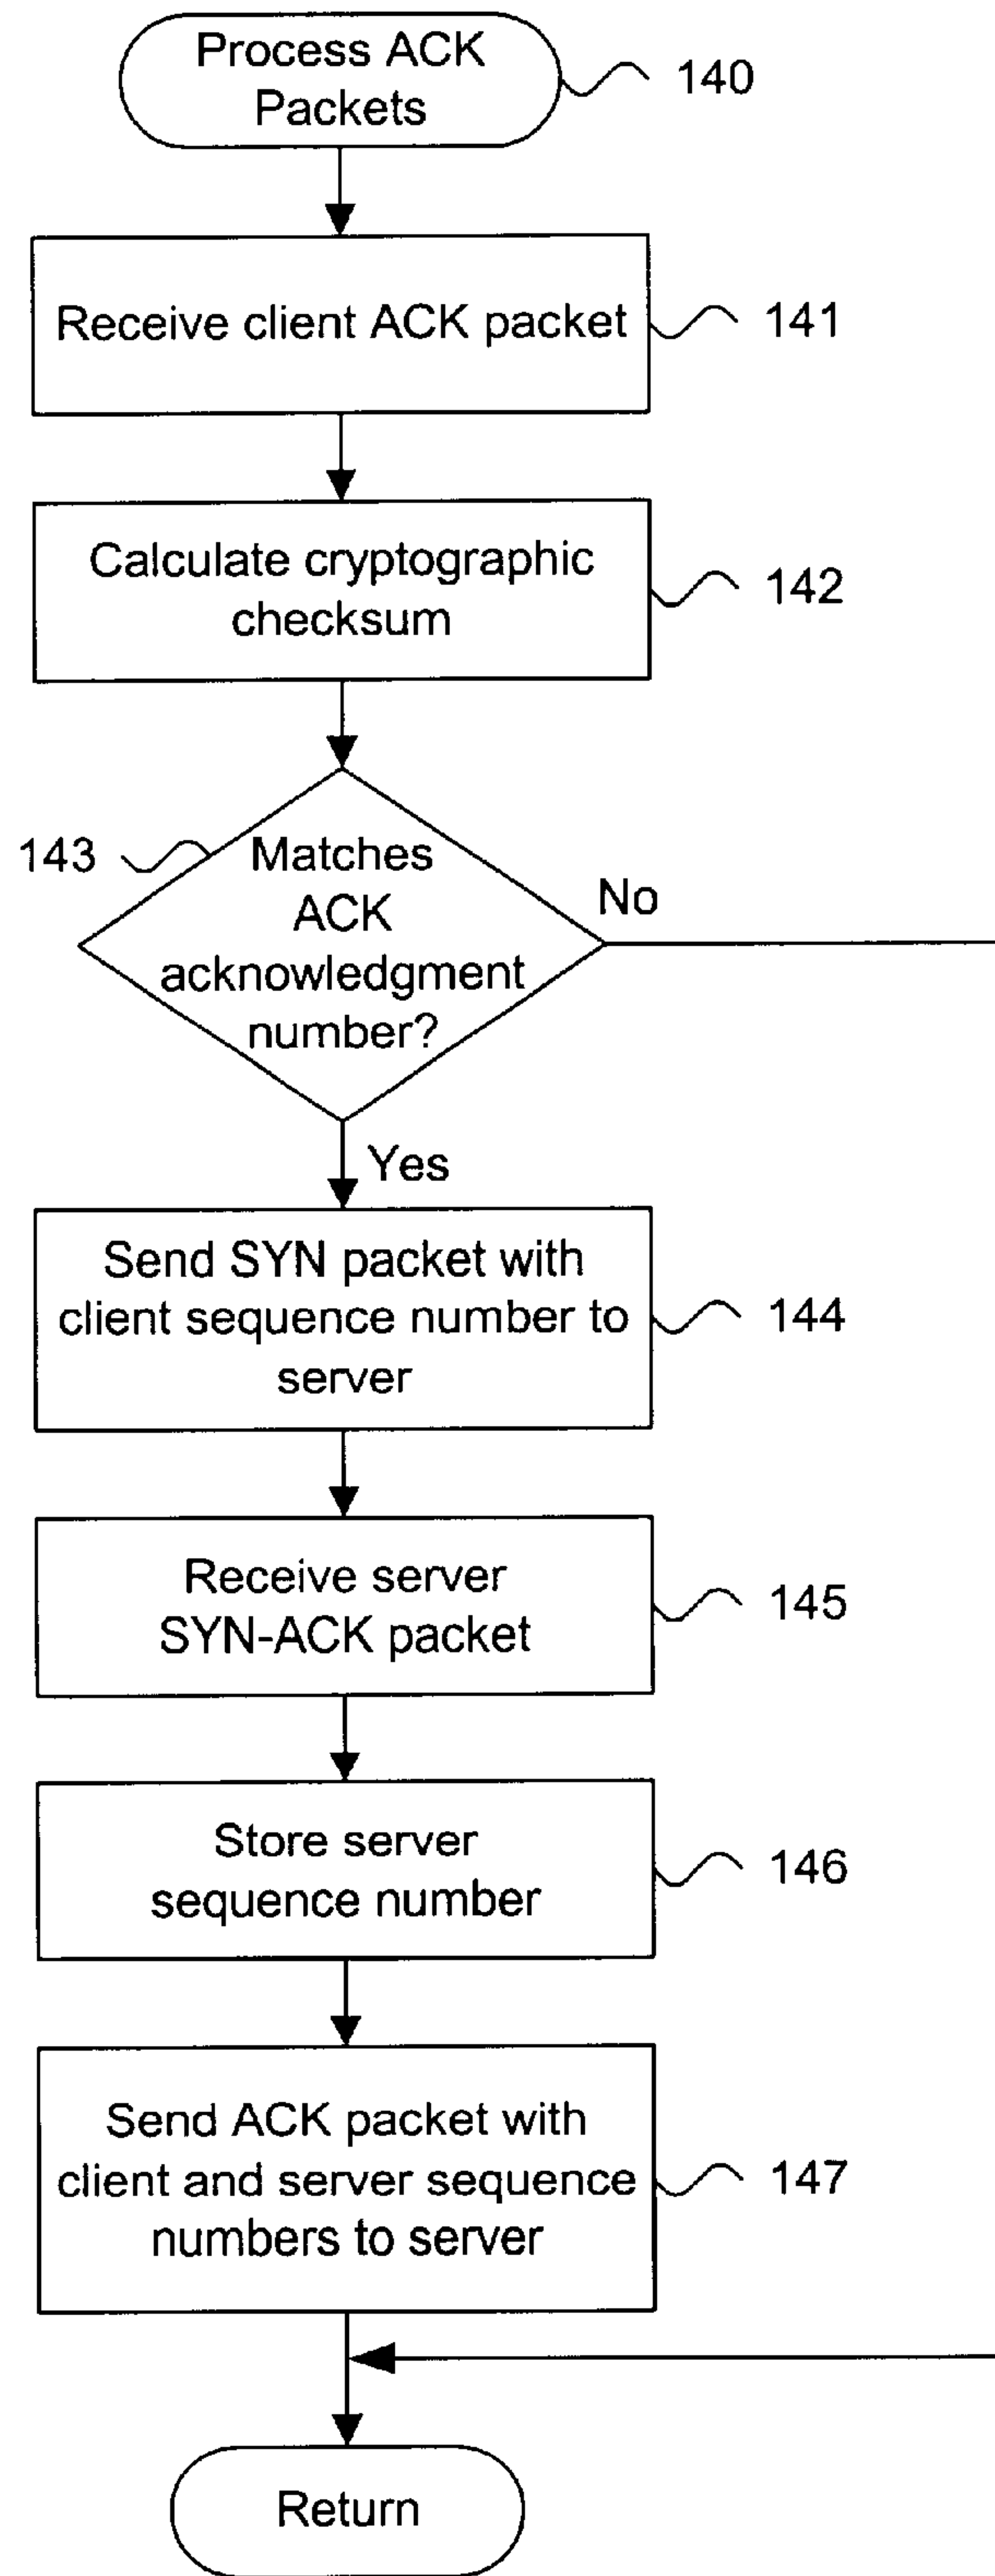 Process ACK
Packets
140
Receive client ACK packet
141
Calculate cryptographic
checksum
142
143
Matches
ACK
acknowledgment
number?
No
Yes
Send SYN packet with
client sequence number to
server
144
Receive server
SYN-ACK packet
145
Store server
sequence number
146
Send ACK packet with
client and server sequence
numbers to server
147
Return